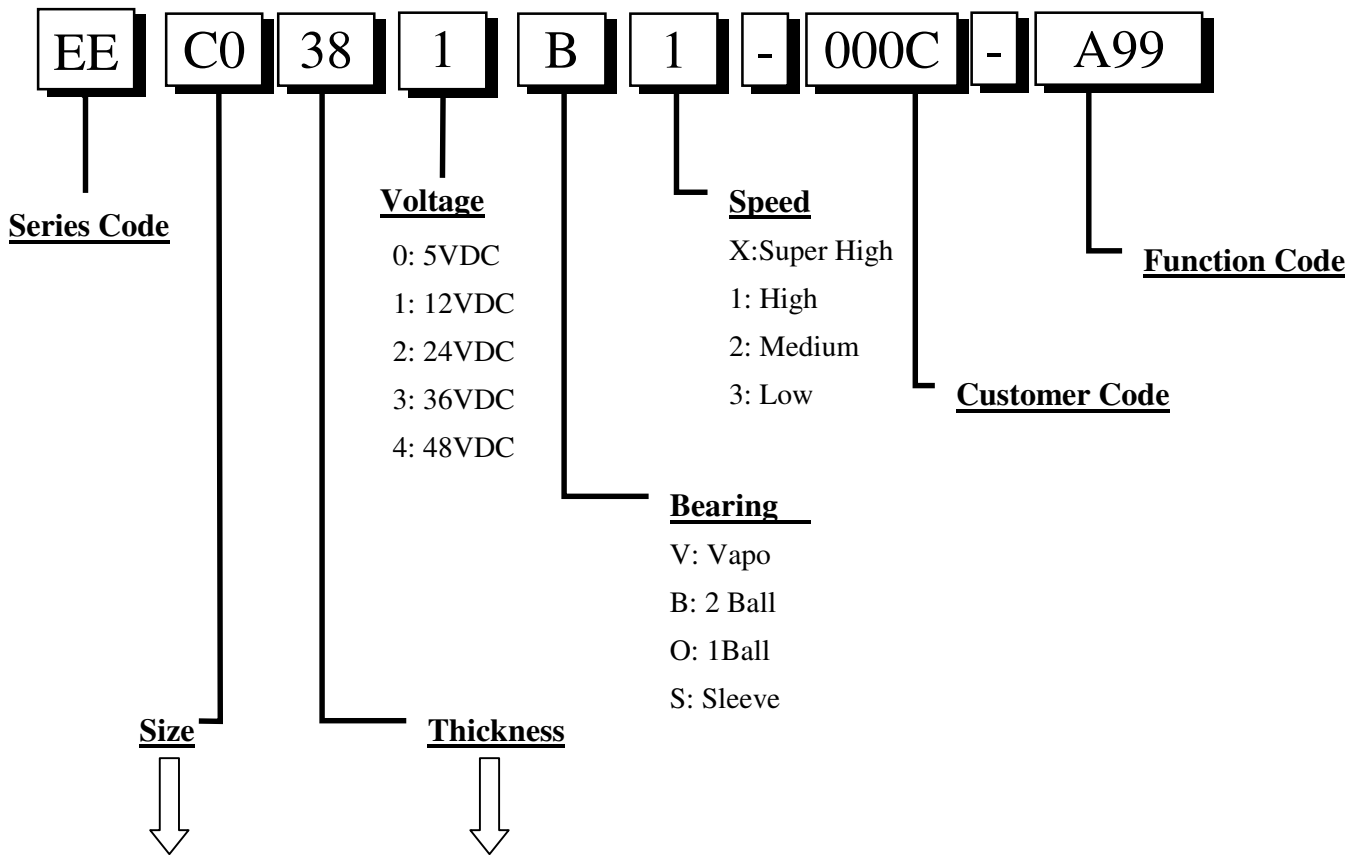 EE C0 38 1 B 1 - 000C - A99
Series Code
Voltage
0: 5VDC
1: 12VDC
2: 24VDC
3: 36VDC
4: 48VDC
Speed
X:Super High
1: High
2: Medium
3: Low
Function Code
Customer Code
Bearing
V: Vapo
B: 2 Ball
O: 1Ball
S: Sleeve
Size
Thickness